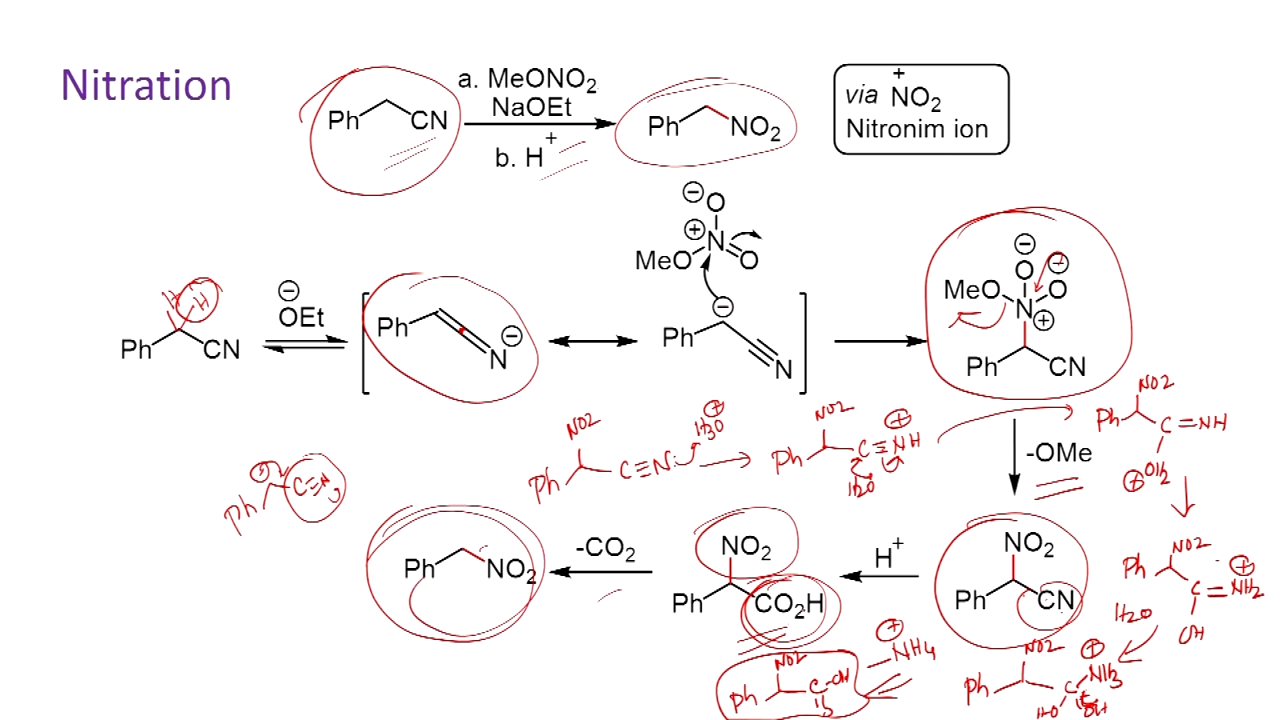 Nitration
a. MeONO2
NaOEt
b. H+
Ph CN
Ph NO2
via +NO2
Nitronim ion
H H
Ph CN
⊖
OEt
Ph N⊖
⊖O
⊕
MeO N O
⊖
Ph N
⊖ ⊖
O O
MeO N⊕
Ph CN
NO2
Ph C≡N: H3O⊕
NO2
Ph C≡NH⊕
H2O
NO2
Ph C=NH
⊕OH2
-OMe
Ph C≡N
Ph NO2
-CO2
NO2
Ph CO2H
H+
NO2
Ph CN
NO2
Ph C=NH2⊕
OH
H2O
NO2
Ph C NH3⊕
HO OH
NO2
Ph C OH
⊕
NH4